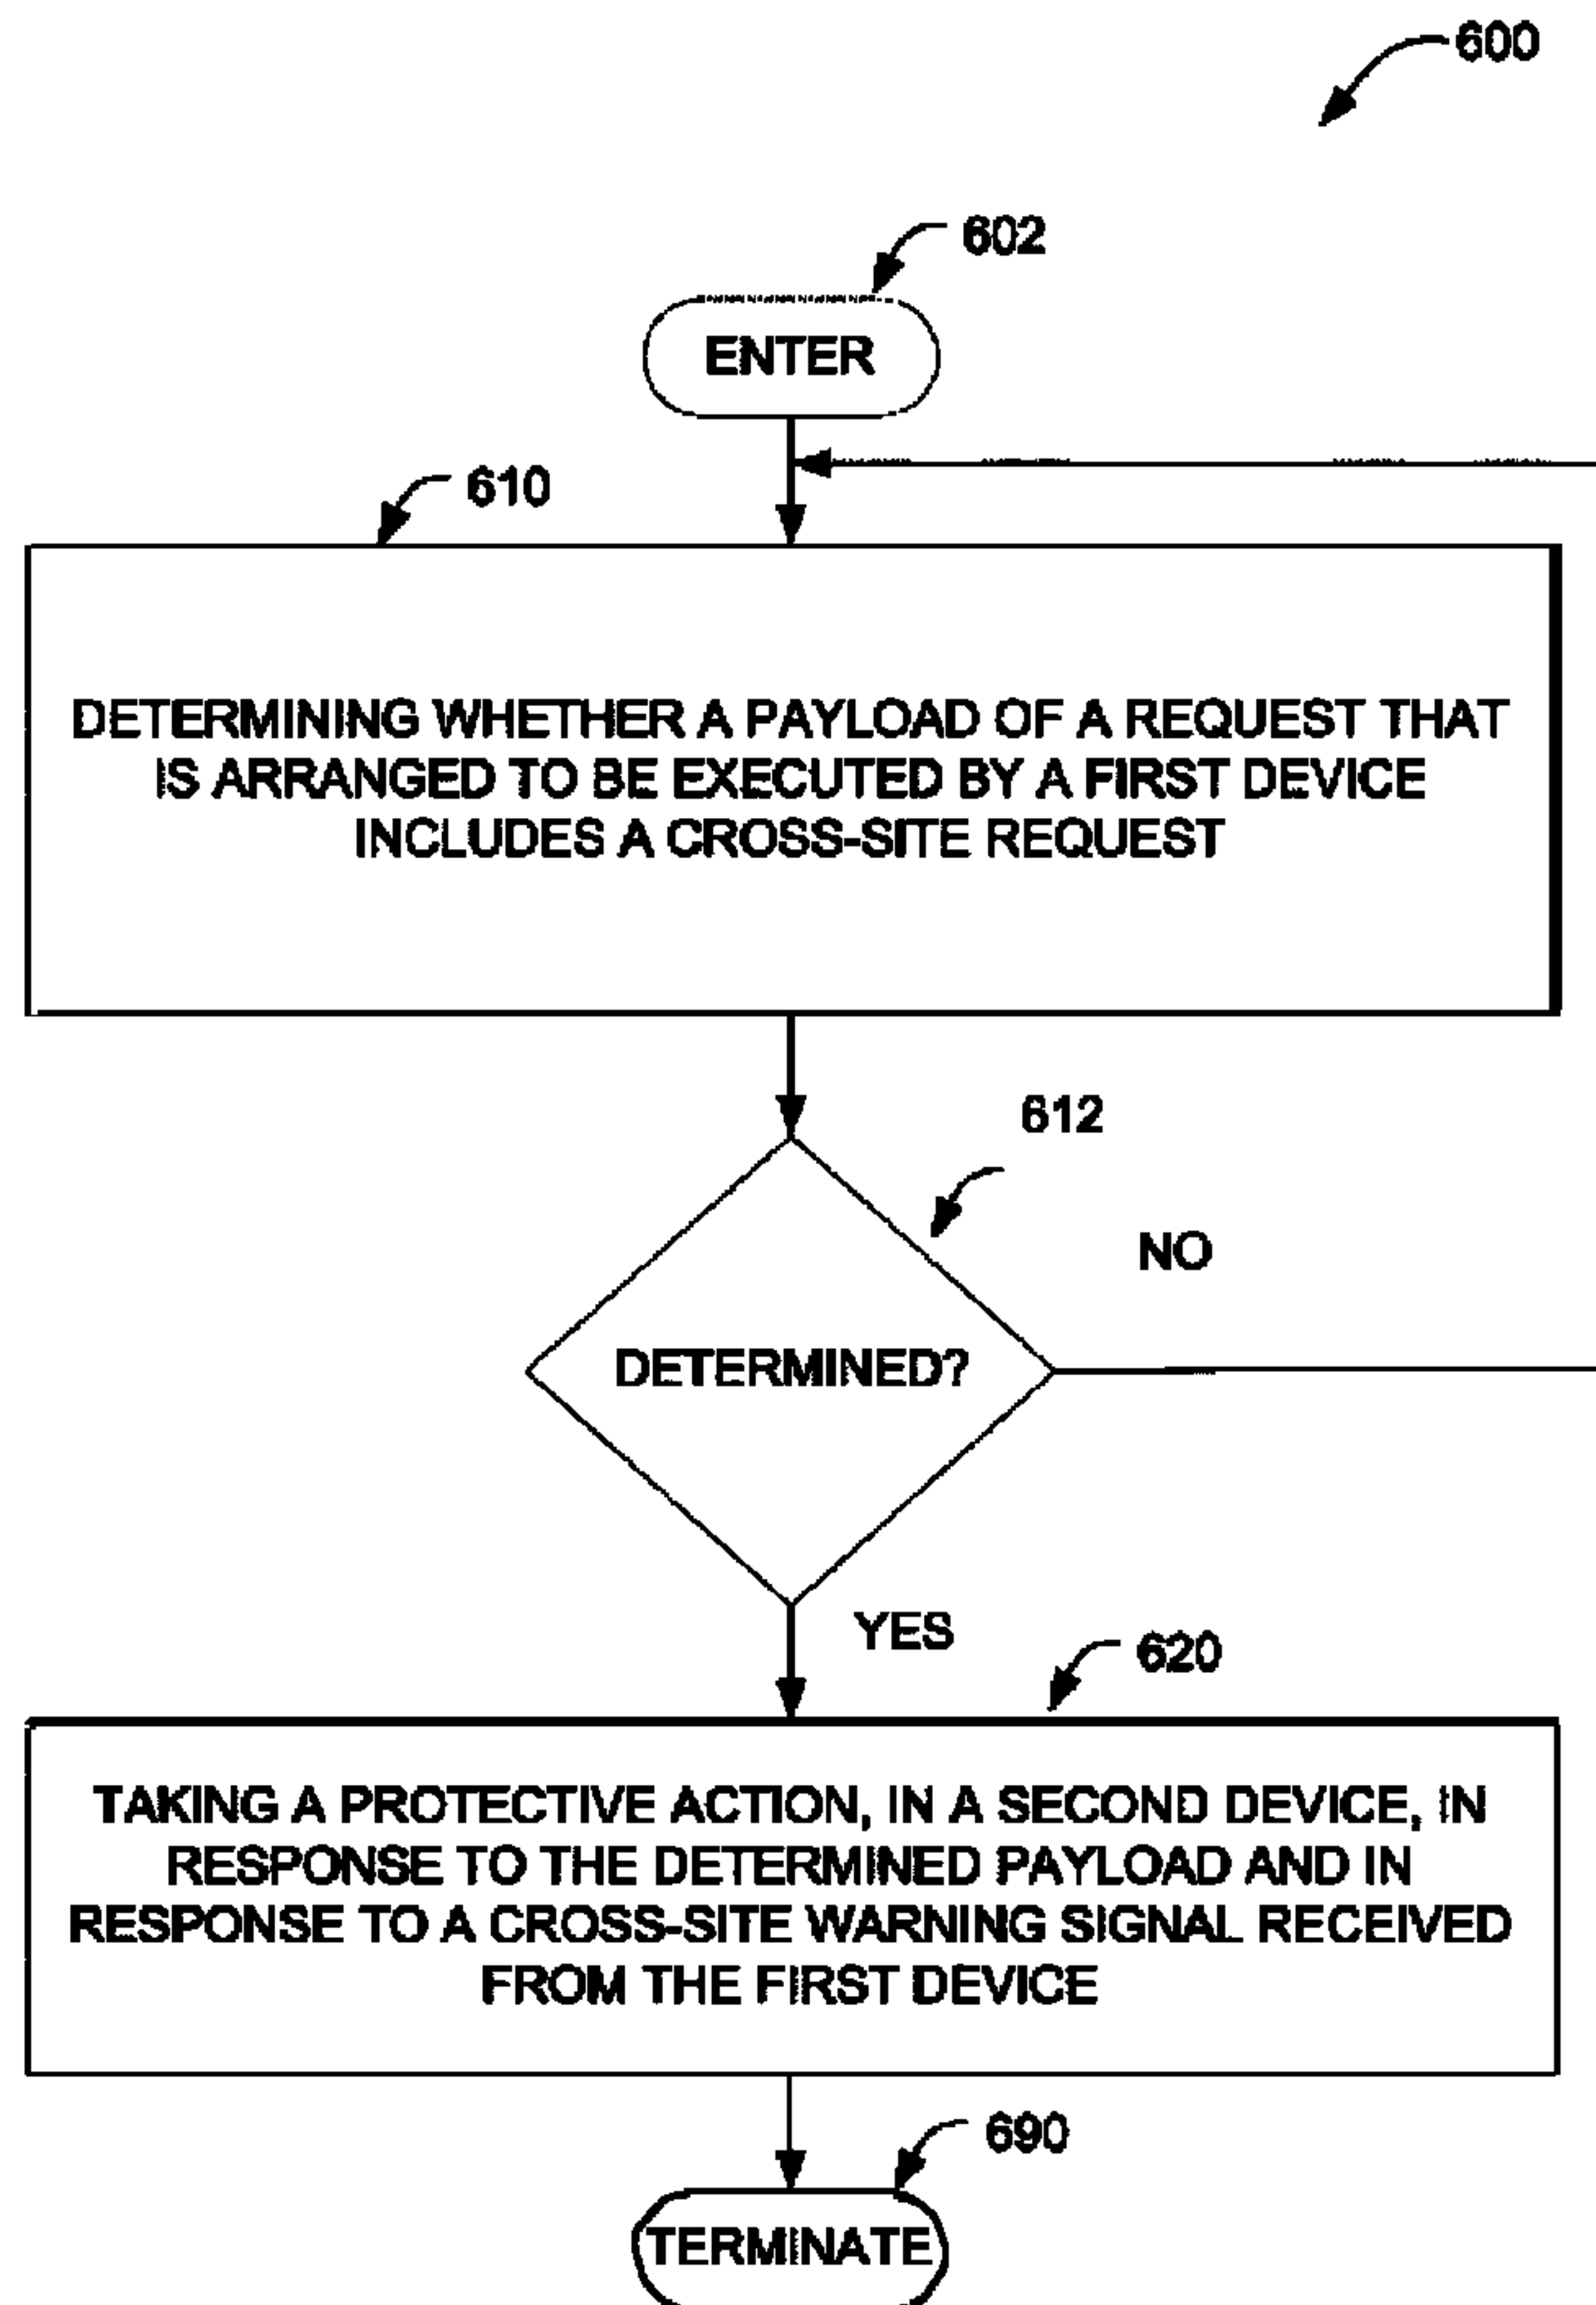 600
602
ENTER
610
DETERMINING WHETHER A PAYLOAD OF A REQUEST THAT
IS ARRANGED TO BE EXECUTED BY A FIRST DEVICE
INCLUDES A CROSS-SITE REQUEST
612
NO
DETERMINED?
YES
620
TAKING A PROTECTIVE ACTION, IN A SECOND DEVICE, IN
RESPONSE TO THE DETERMINED PAYLOAD AND IN
RESPONSE TO A CROSS-SITE WARNING SIGNAL RECEIVED
FROM THE FIRST DEVICE
690
TERMINATE